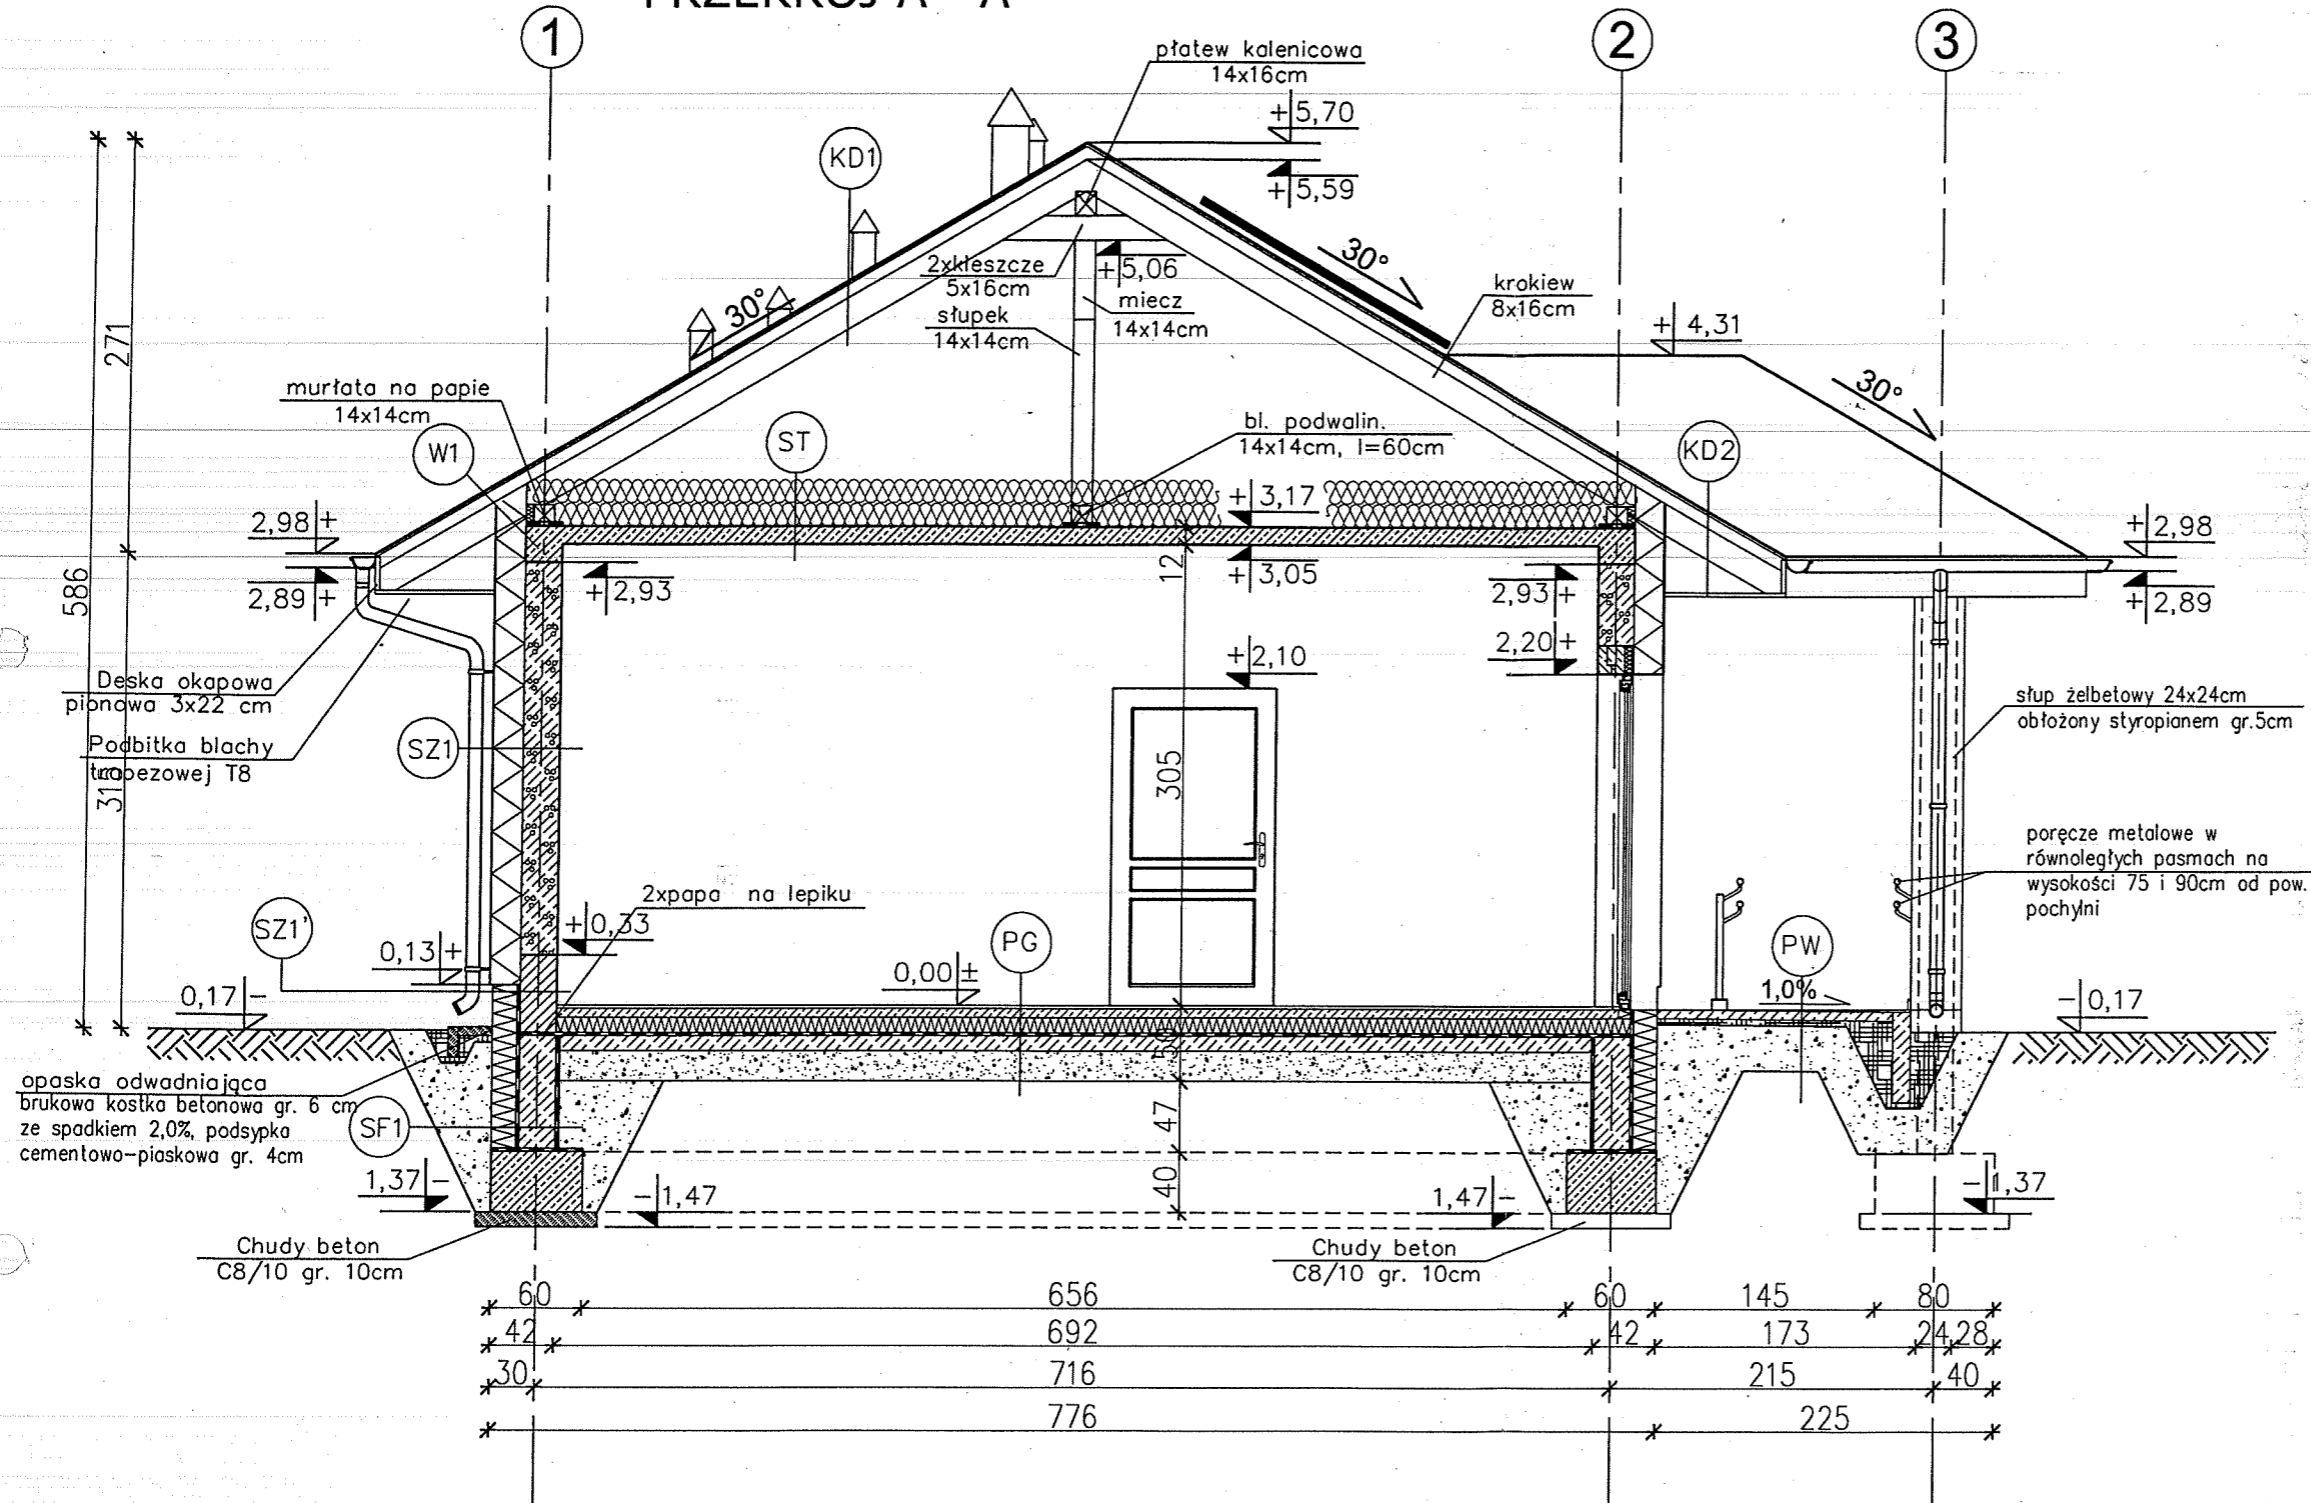 PRZEKRÓJ A - A
1
2
3
płatew kalenicowa
14x16cm
+5,70
+5,59
KD1
30°
2xkleszcze
5x16cm
+5,06
miecz
14x14cm
słupek
14x14cm
30°
krokiew
8x16cm
+4,31
30°
271
586
murłata na papie
14x14cm
W1
ST
bl. podwalin.
14x14cm, l=60cm
KD2
+3,17
+3,05
12
2,98+
2,89+
+2,93
2,93+
2,20+
+2,98
+2,89
+2,10
Deska okapowa
pionowa 3x22 cm
Podbitka blachy
trapezowej T8
SZ1
305
słup żelbetowy 24x24cm
obłożony styropianem gr.5cm
poręcze metalowe w
równoległych pasmach na
wysokości 75 i 90cm od pow.
pochylni
2xpapa na lepiku
SZ1'
+0,33
0,13+
PG
PW
0,00±
1,0%
0,17-
-0,17
50
47
40
opaska odwadniająca
brukowa kostka betonowa gr. 6 cm
ze spadkiem 2,0%, podsypka
cementowo-piaskowa gr. 4cm
SF1
1,37-
-1,47
1,47-
-1,37
Chudy beton
C8/10 gr. 10cm
Chudy beton
C8/10 gr. 10cm
60 656 60 145 80
42 692 42 173 24 28
30 716 215 40
776 225